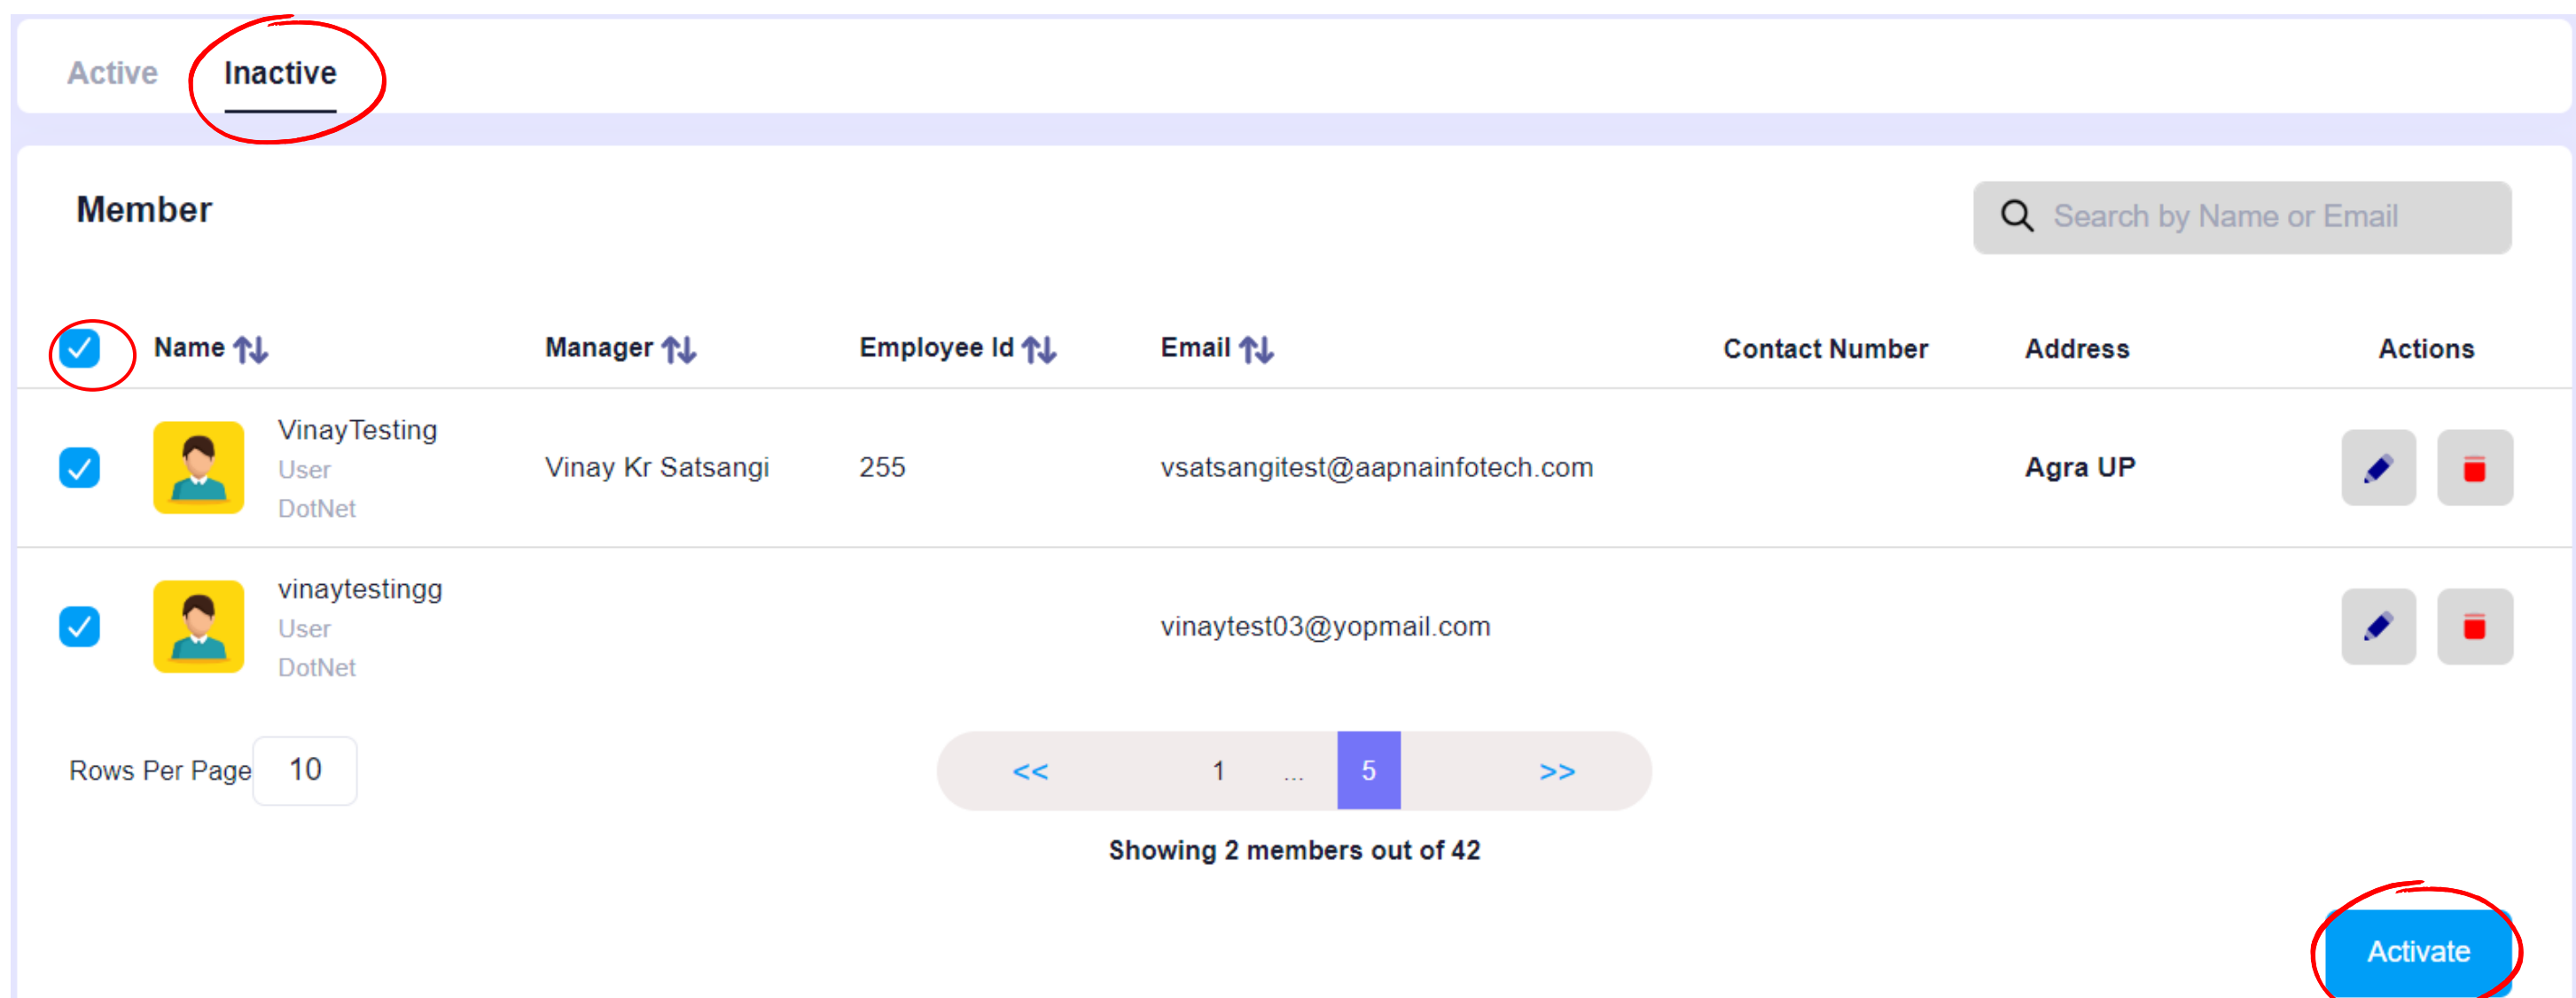 Active Inactive
Member
Search by Name or Email
Name Manager Employee Id Email Contact Number Address Actions
VinayTesting
User
DotNet
Vinay Kr Satsangi 255 vsatsangitest@aapnainfotech.com Agra UP
vinaytestingg
User
DotNet
vinaytest03@yopmail.com
Rows Per Page 10 << 1 ... 5 >>
Showing 2 members out of 42
Activate